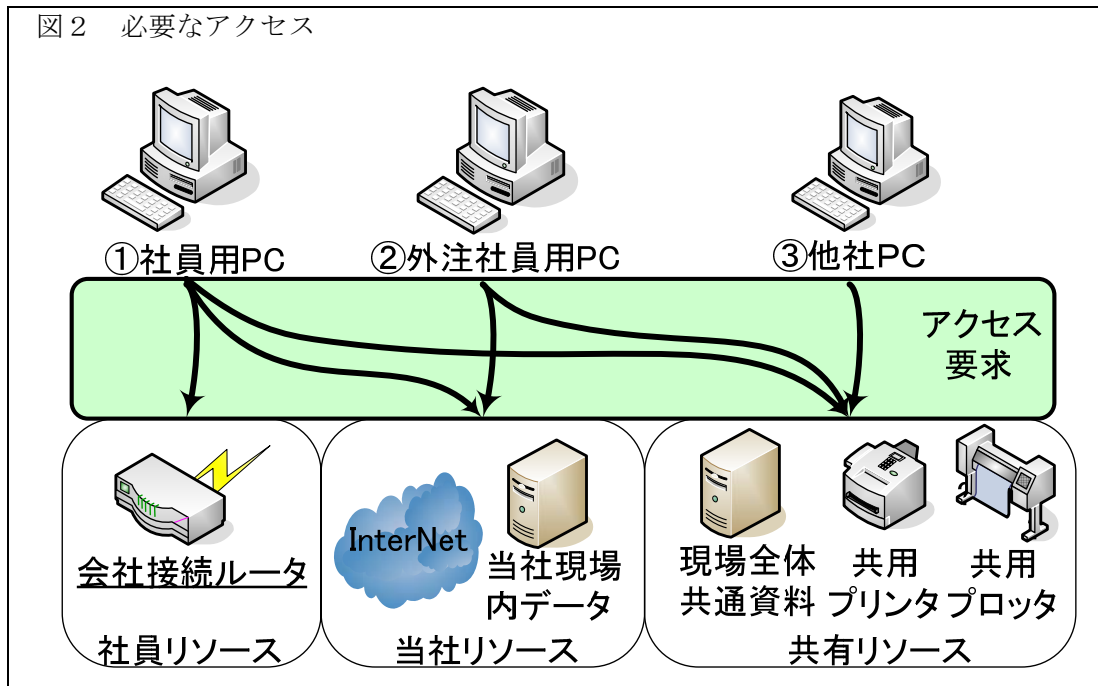 図２　必要なアクセス
①社員用PC
②外注社員用PC
③他社PC
アクセス
要求
会社接続ルータ
社員リソース
InterNet
当社現場
内データ
当社リソース
現場全体
共通資料
共用
プリンタ
共用
プロッタ
共有リソース